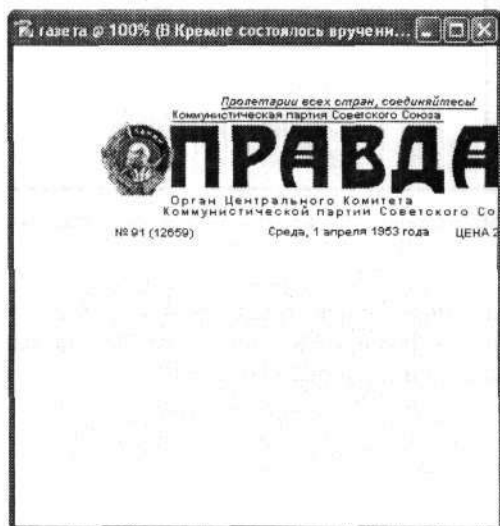 газета @ 100% (В Кремле состоялось вручени...
Пролетарии всех стран, соединяйтесь!
Коммунистическая партия Советского Союза
ПРАВДА
Орган Центрального Комитета
Коммунистической партии Советского Со
№ 91 (12659) Среда, 1 апреля 1953 года ЦЕНА 2